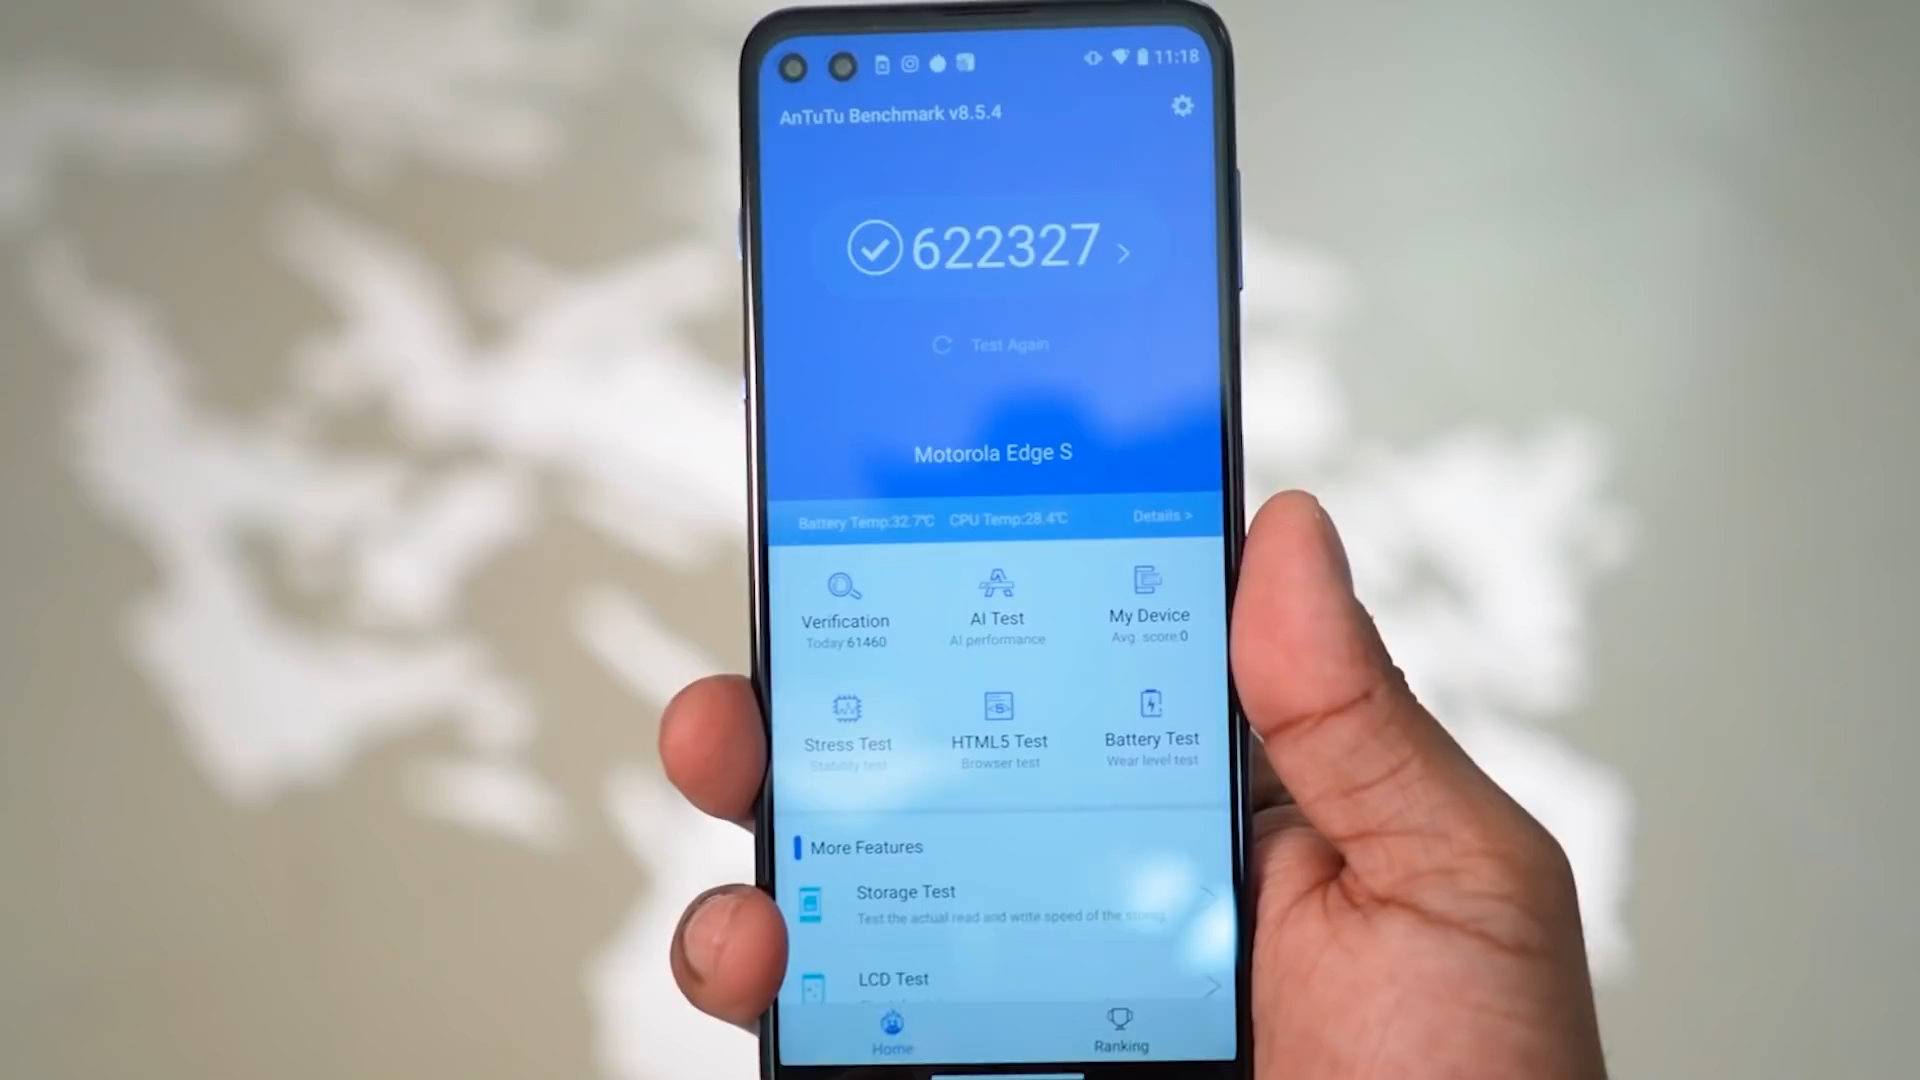 11:18
AnTuTu Benchmark v8.5.4
622327
Test Again
Motorola Edge S
Battery Temp:32.7℃ CPU Temp:28.4℃ Details >
Verification AI Test My Device
Today:61460 AI performance Avg. score:0
Stress Test HTML5 Test Battery Test
Stability test Browser test Wear level test
More Features
Storage Test
Test the actual read and write speed of the storag
LCD Test
Home Ranking